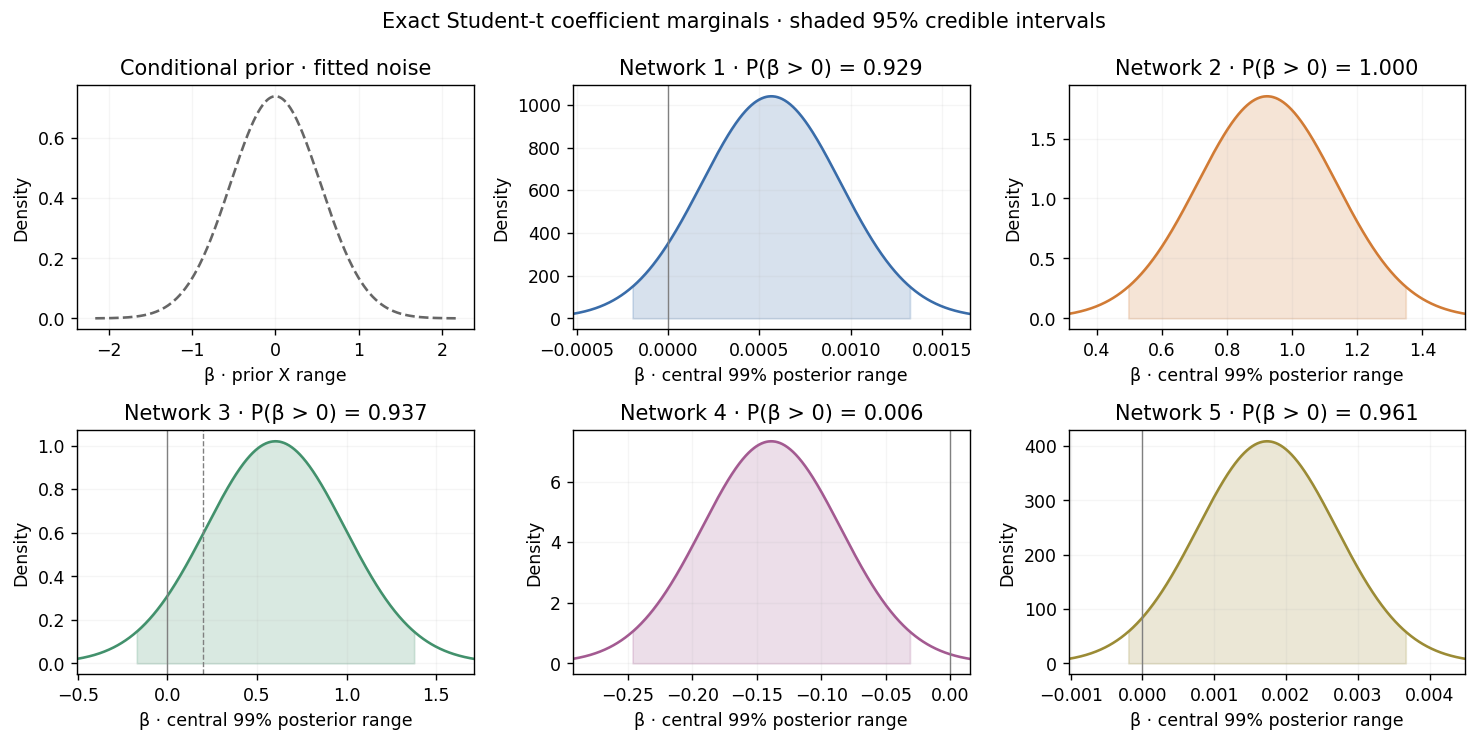 Exact Student-t coefficient marginals · shaded 95% credible intervals
Conditional prior · fitted noise
Density
0.6
0.4
0.2
0.0
−2 −1 0 1 2
β · prior X range
Network 1 · P(β > 0) = 0.929
Density
1000
800
600
400
200
0
−0.0005 0.0000 0.0005 0.0010 0.0015
β · central 99% posterior range
Network 2 · P(β > 0) = 1.000
Density
1.5
1.0
0.5
0.0
0.4 0.6 0.8 1.0 1.2 1.4
β · central 99% posterior range
Network 3 · P(β > 0) = 0.937
Density
1.0
0.8
0.6
0.4
0.2
0.0
−0.5 0.0 0.5 1.0 1.5
β · central 99% posterior range
Network 4 · P(β > 0) = 0.006
Density
6
4
2
0
−0.25 −0.20 −0.15 −0.10 −0.05 0.00
β · central 99% posterior range
Network 5 · P(β > 0) = 0.961
Density
400
300
200
100
0
−0.001 0.000 0.001 0.002 0.003 0.004
β · central 99% posterior range